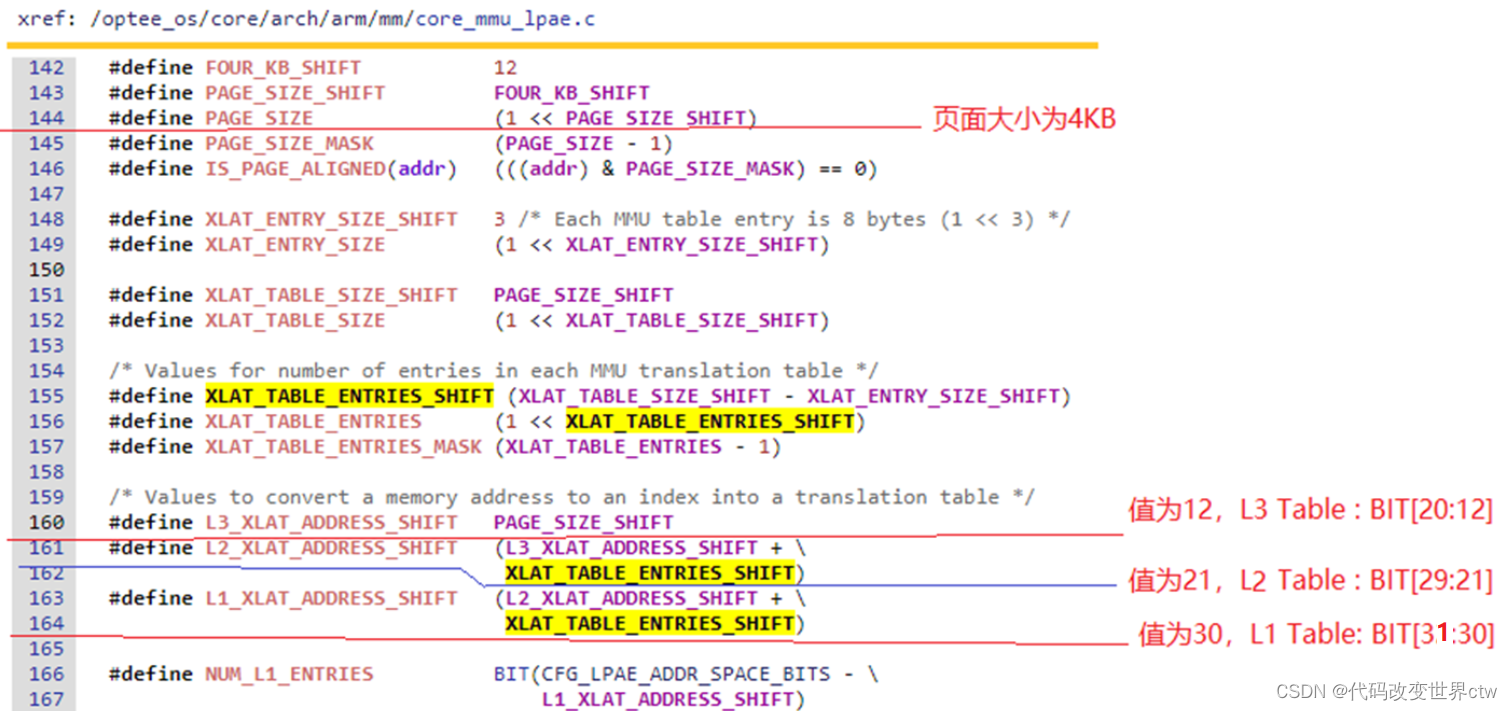 xref: /optee_os/core/arch/arm/mm/core_mmu_lpae.c
142 #define FOUR_KB_SHIFT 12
143 #define PAGE_SIZE_SHIFT FOUR_KB_SHIFT
144 #define PAGE_SIZE (1 << PAGE_SIZE_SHIFT) 页面大小为4KB
145 #define PAGE_SIZE_MASK (PAGE_SIZE - 1)
146 #define IS_PAGE_ALIGNED(addr) (((addr) & PAGE_SIZE_MASK) == 0)
147
148 #define XLAT_ENTRY_SIZE_SHIFT 3 /* Each MMU table entry is 8 bytes (1 << 3) */
149 #define XLAT_ENTRY_SIZE (1 << XLAT_ENTRY_SIZE_SHIFT)
150
151 #define XLAT_TABLE_SIZE_SHIFT PAGE_SIZE_SHIFT
152 #define XLAT_TABLE_SIZE (1 << XLAT_TABLE_SIZE_SHIFT)
153
154 /* Values for number of entries in each MMU translation table */
155 #define XLAT_TABLE_ENTRIES_SHIFT (XLAT_TABLE_SIZE_SHIFT - XLAT_ENTRY_SIZE_SHIFT)
156 #define XLAT_TABLE_ENTRIES (1 << XLAT_TABLE_ENTRIES_SHIFT)
157 #define XLAT_TABLE_ENTRIES_MASK (XLAT_TABLE_ENTRIES - 1)
158
159 /* Values to convert a memory address to an index into a translation table */
160 #define L3_XLAT_ADDRESS_SHIFT PAGE_SIZE_SHIFT 值为12，L3 Table : BIT[20:12]
161 #define L2_XLAT_ADDRESS_SHIFT (L3_XLAT_ADDRESS_SHIFT + \
162 XLAT_TABLE_ENTRIES_SHIFT) 值为21，L2 Table : BIT[29:21]
163 #define L1_XLAT_ADDRESS_SHIFT (L2_XLAT_ADDRESS_SHIFT + \
164 XLAT_TABLE_ENTRIES_SHIFT) 值为30，L1 Table: BIT[31:30]
165
166 #define NUM_L1_ENTRIES BIT(CFG_LPAE_ADDR_SPACE_BITS - \
167 L1_XLAT_ADDRESS_SHIFT)
CSDN @代码改变世界ctw